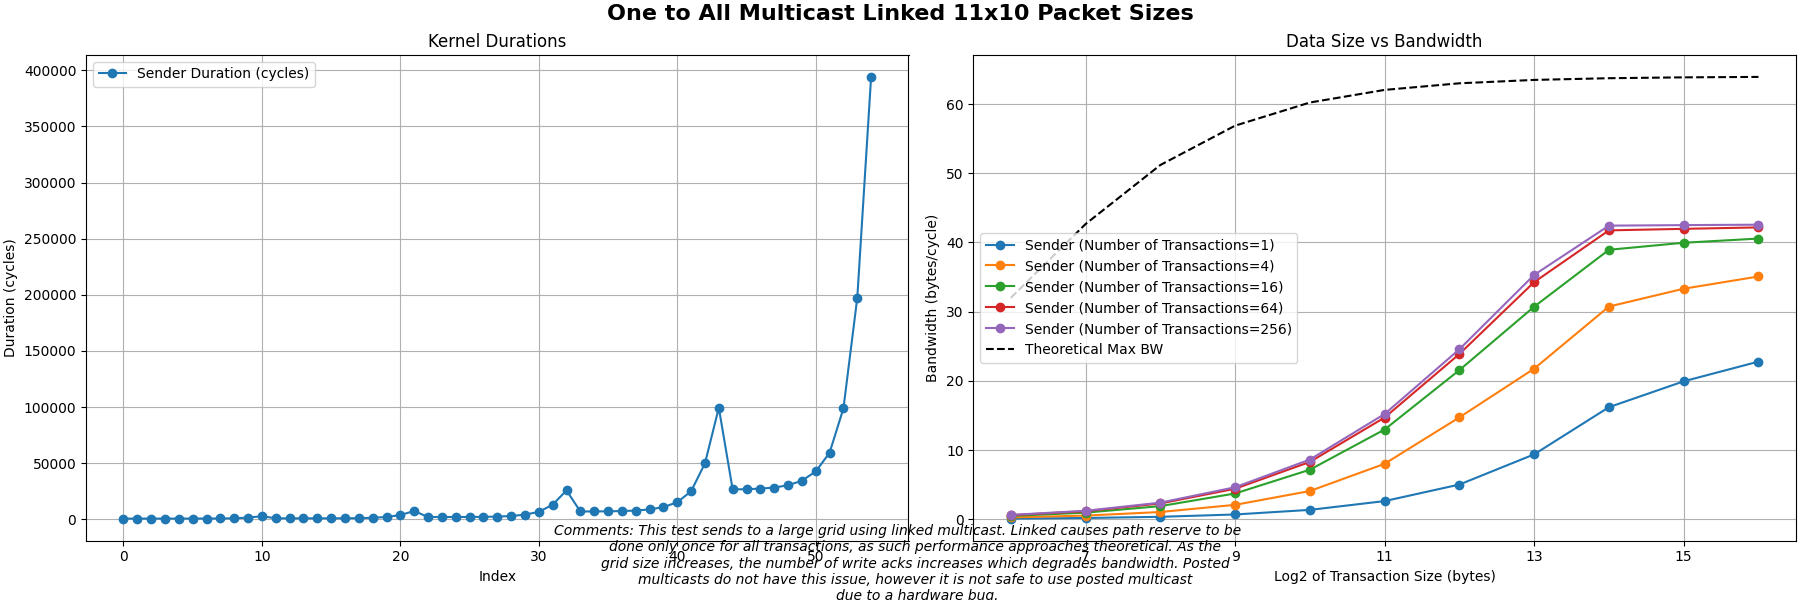 One to All Multicast Linked 11x10 Packet Sizes
Kernel Durations
Sender Duration (cycles)
400000
350000
300000
250000
200000
150000
100000
50000
0
Duration (cycles)
0 10 20 30 40 50
Index
Data Size vs Bandwidth
60
50
40
30
20
10
0
Bandwidth (bytes/cycle)
Sender (Number of Transactions=1)
Sender (Number of Transactions=4)
Sender (Number of Transactions=16)
Sender (Number of Transactions=64)
Sender (Number of Transactions=256)
Theoretical Max BW
7 9 11 13 15
Log2 of Transaction Size (bytes)
Comments: This test sends to a large grid using linked multicast. Linked causes path reserve to be
done only once for all transactions, as such performance approaches theoretical. As the
grid size increases, the number of write acks increases which degrades bandwidth. Posted
multicasts do not have this issue, however it is not safe to use posted multicast
due to a hardware bug.